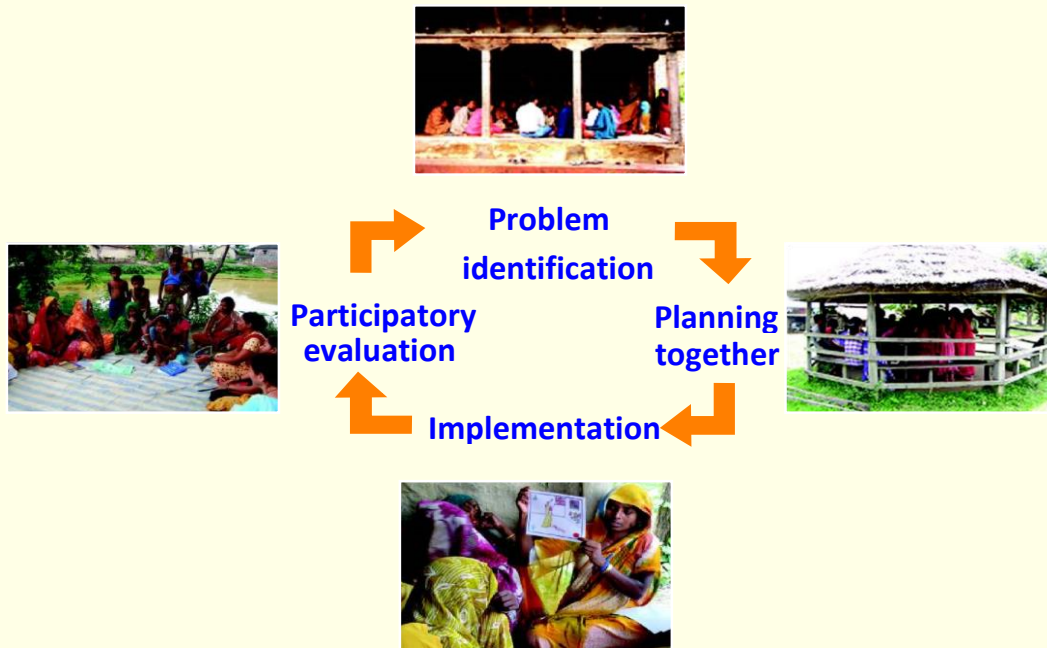 Problem
identification
Planning
together
Implementation
Participatory
evaluation